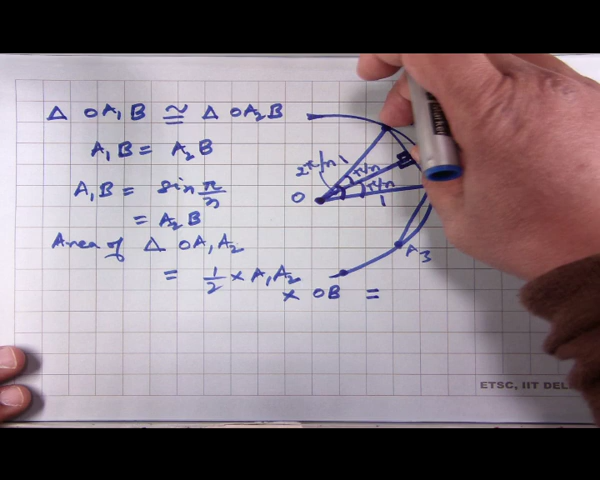 Δ OA₁B ≅ Δ OA₂B
A₁B = A₂B
A₁B = sin π/n
= A₂B
Area of Δ OA₁A₂
= 1/2 × A₁A₂
× OB =
2π/n
1
B
π/n
π/n
O
1
A₃
ETSC, IIT DEL